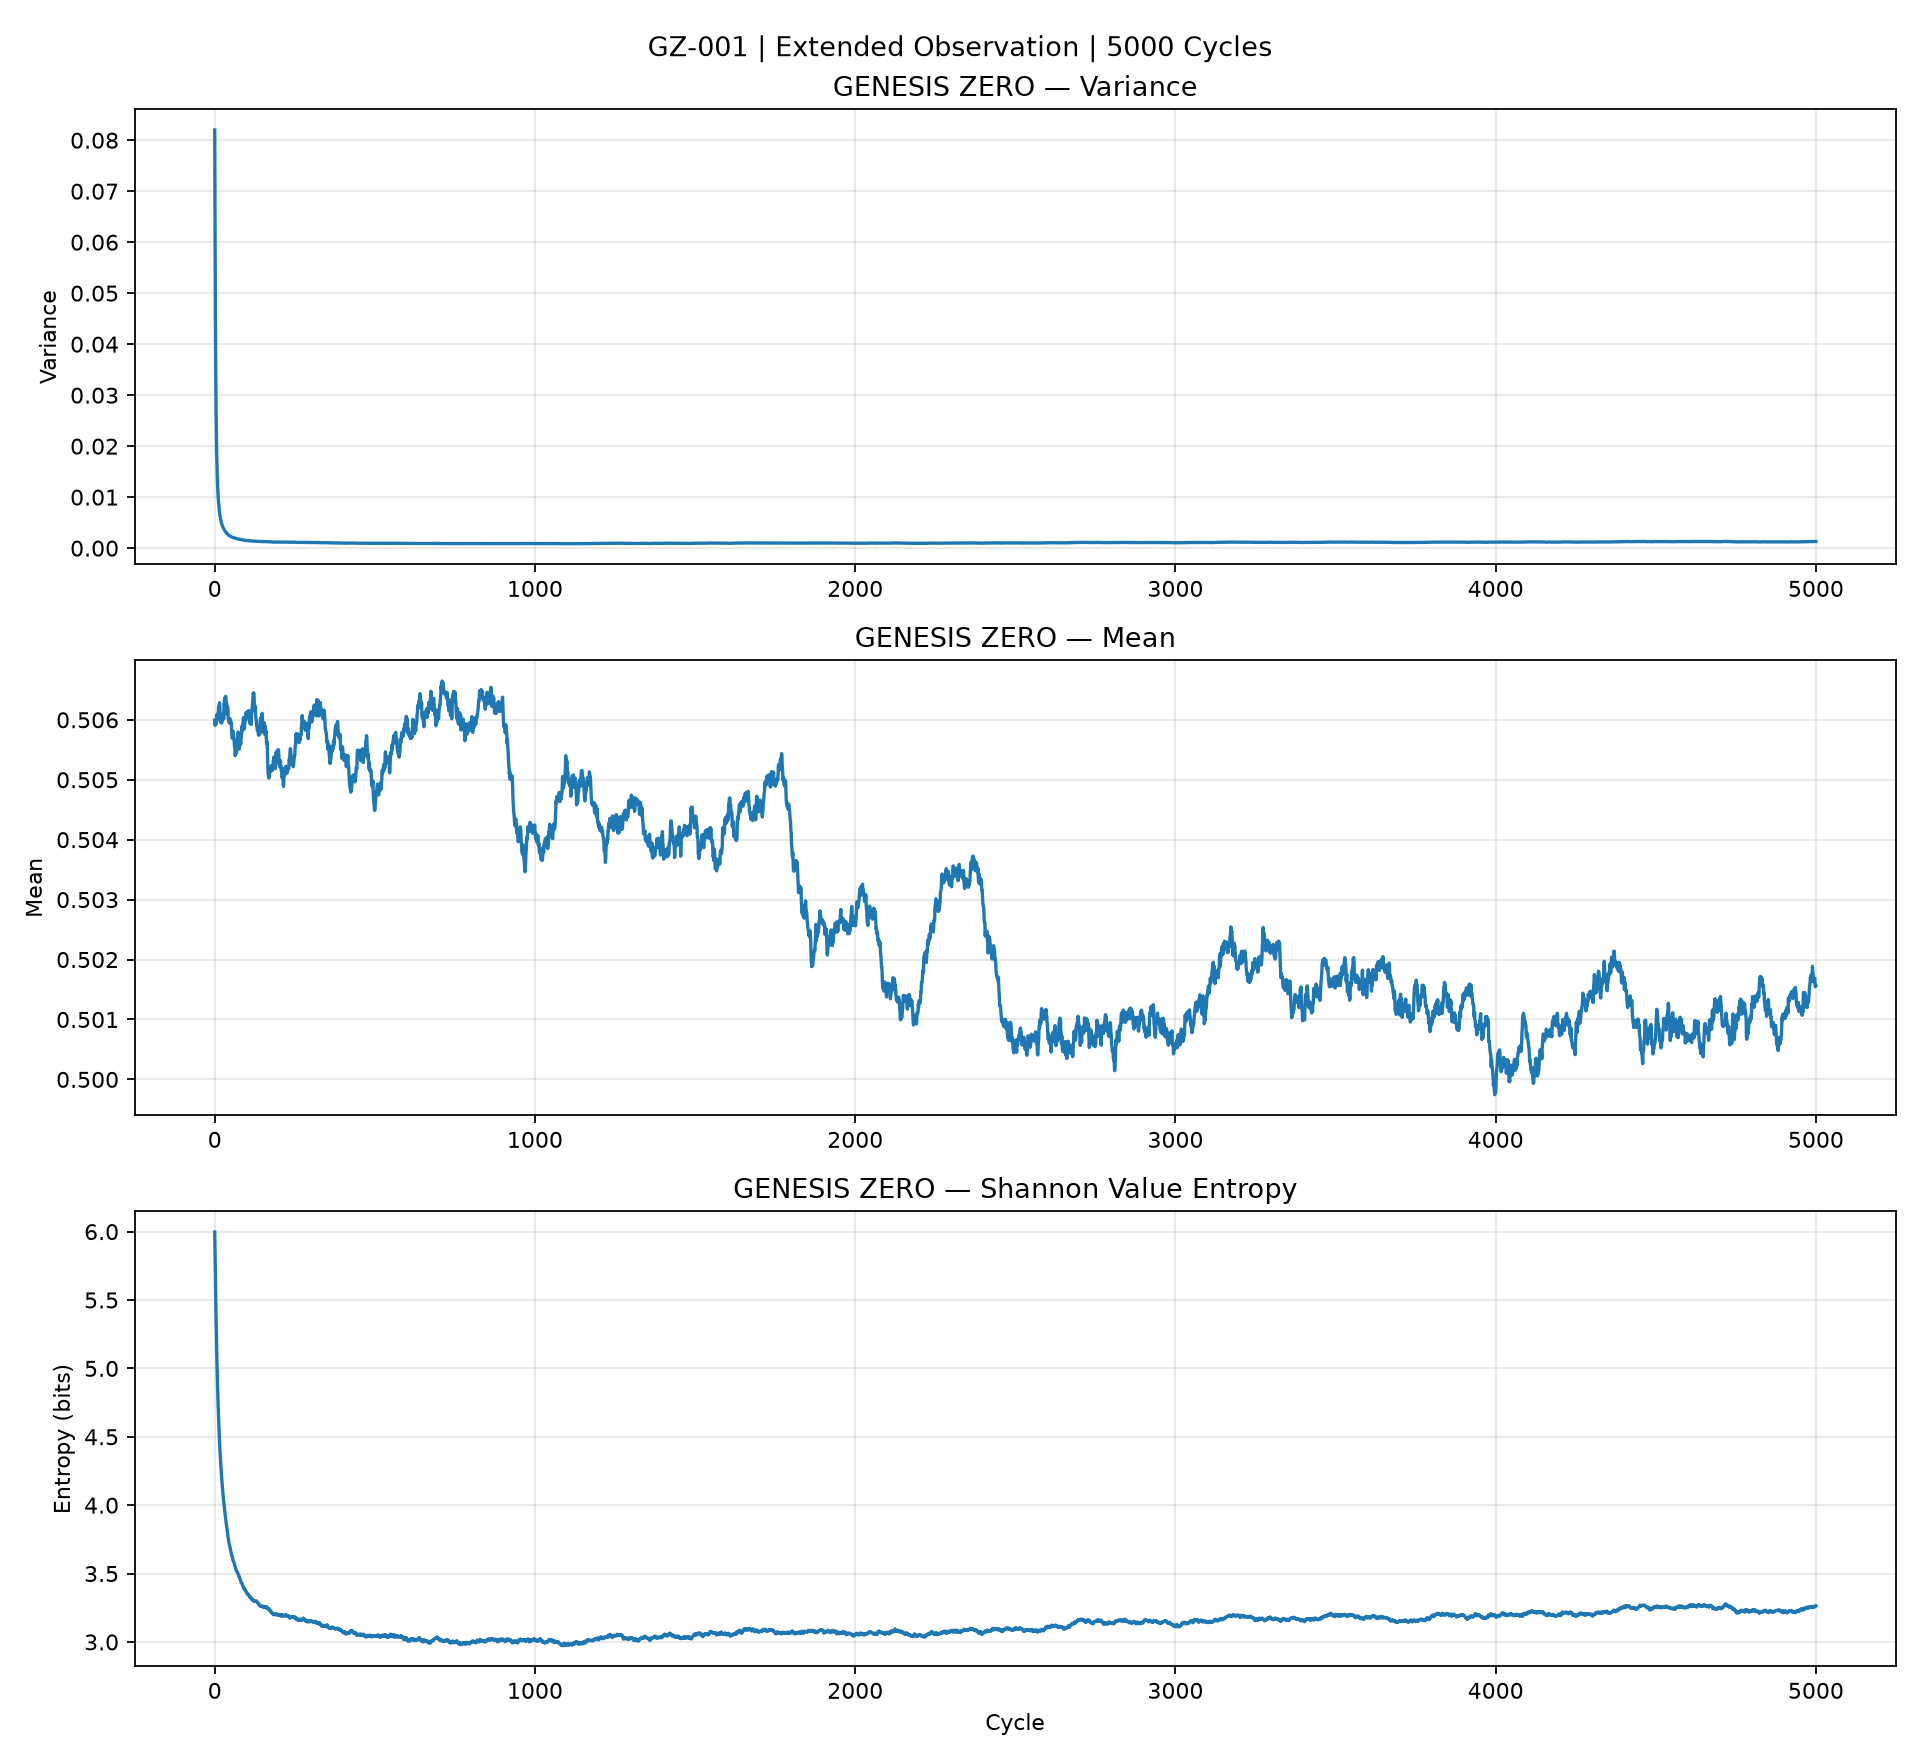 GZ-001 | Extended Observation | 5000 Cycles
GENESIS ZERO — Variance
Variance
0.08
0.07
0.06
0.05
0.04
0.03
0.02
0.01
0.00
0 1000 2000 3000 4000 5000
GENESIS ZERO — Mean
Mean
0.506
0.505
0.504
0.503
0.502
0.501
0.500
0 1000 2000 3000 4000 5000
GENESIS ZERO — Shannon Value Entropy
Entropy (bits)
6.0
5.5
5.0
4.5
4.0
3.5
3.0
0 1000 2000 3000 4000 5000
Cycle